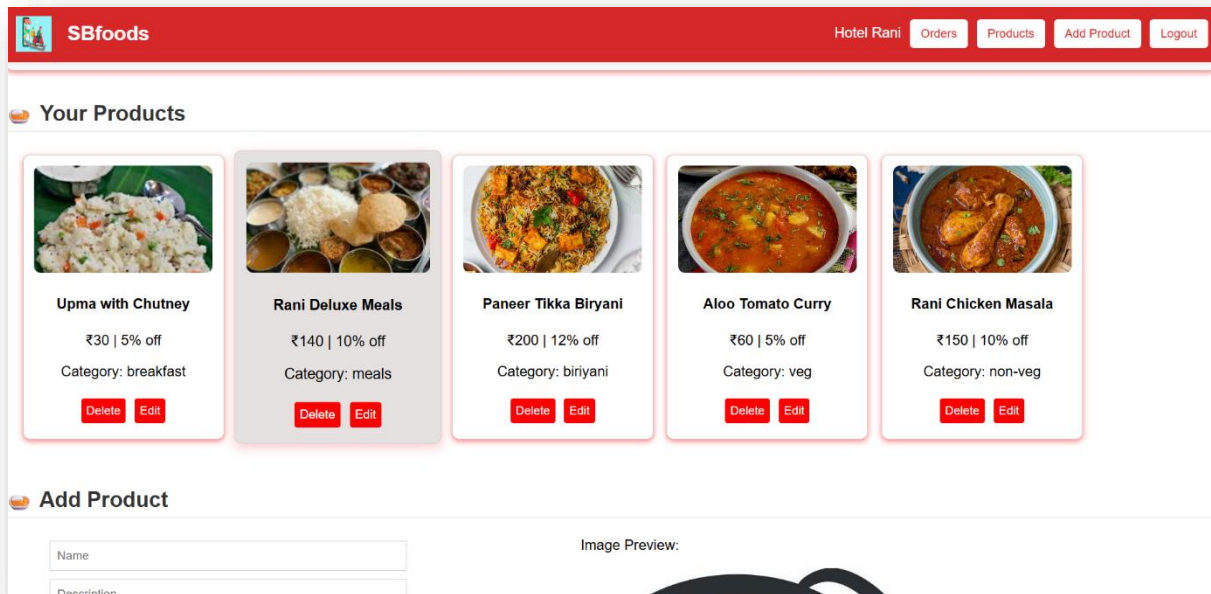 SBfoods
Hotel Rani Orders Products Add Product Logout
Your Products
Upma with Chutney
₹30 | 5% off
Category: breakfast
Delete Edit
Rani Deluxe Meals
₹140 | 10% off
Category: meals
Delete Edit
Paneer Tikka Biryani
₹200 | 12% off
Category: biriyani
Delete Edit
Aloo Tomato Curry
₹60 | 5% off
Category: veg
Delete Edit
Rani Chicken Masala
₹150 | 10% off
Category: non-veg
Delete Edit
Add Product
Name
Description
Image Preview: